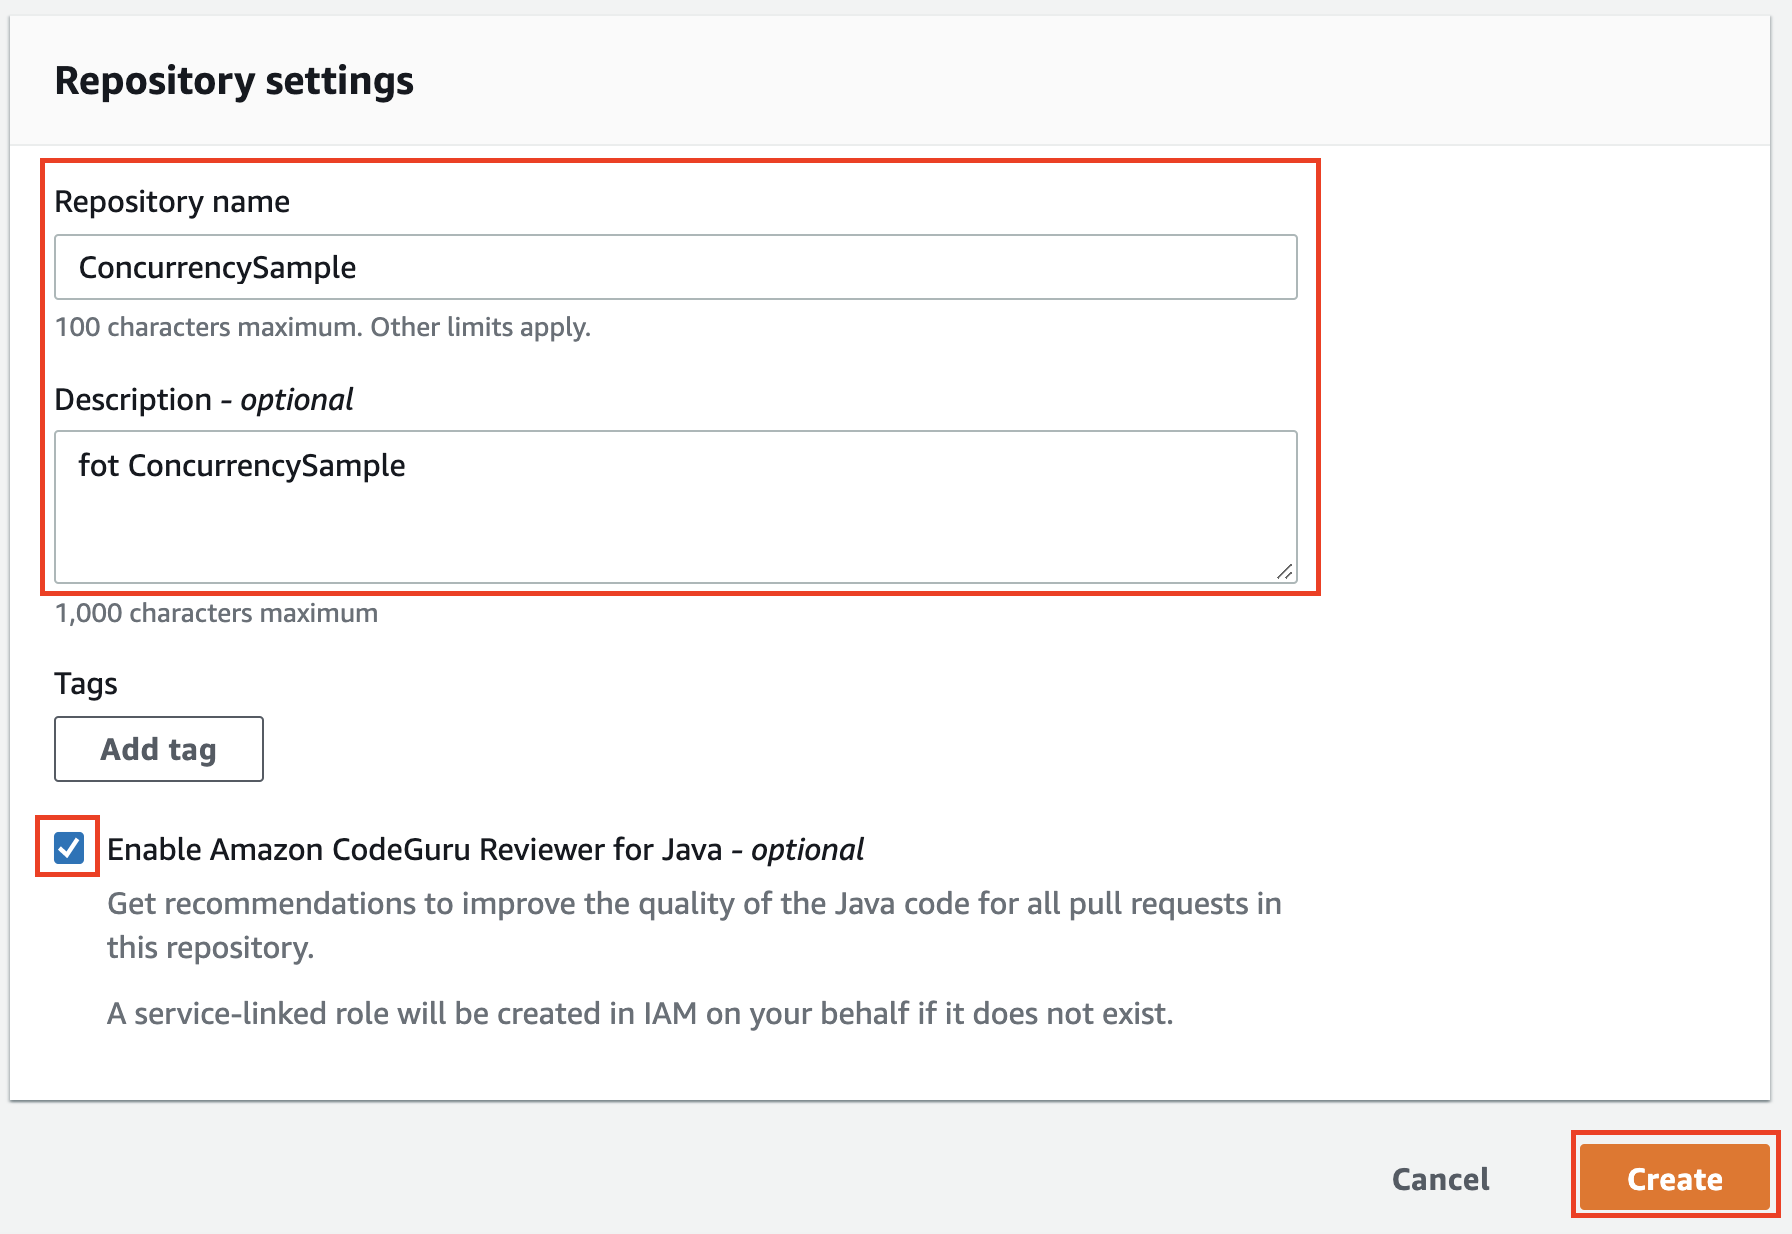 Repository settings
Repository name
ConcurrencySample
100 characters maximum. Other limits apply.
Description - optional
fot ConcurrencySample
1,000 characters maximum
Tags
Add tag
Enable Amazon CodeGuru Reviewer for Java - optional
Get recommendations to improve the quality of the Java code for all pull requests in
this repository.
A service-linked role will be created in IAM on your behalf if it does not exist.
Cancel
Create